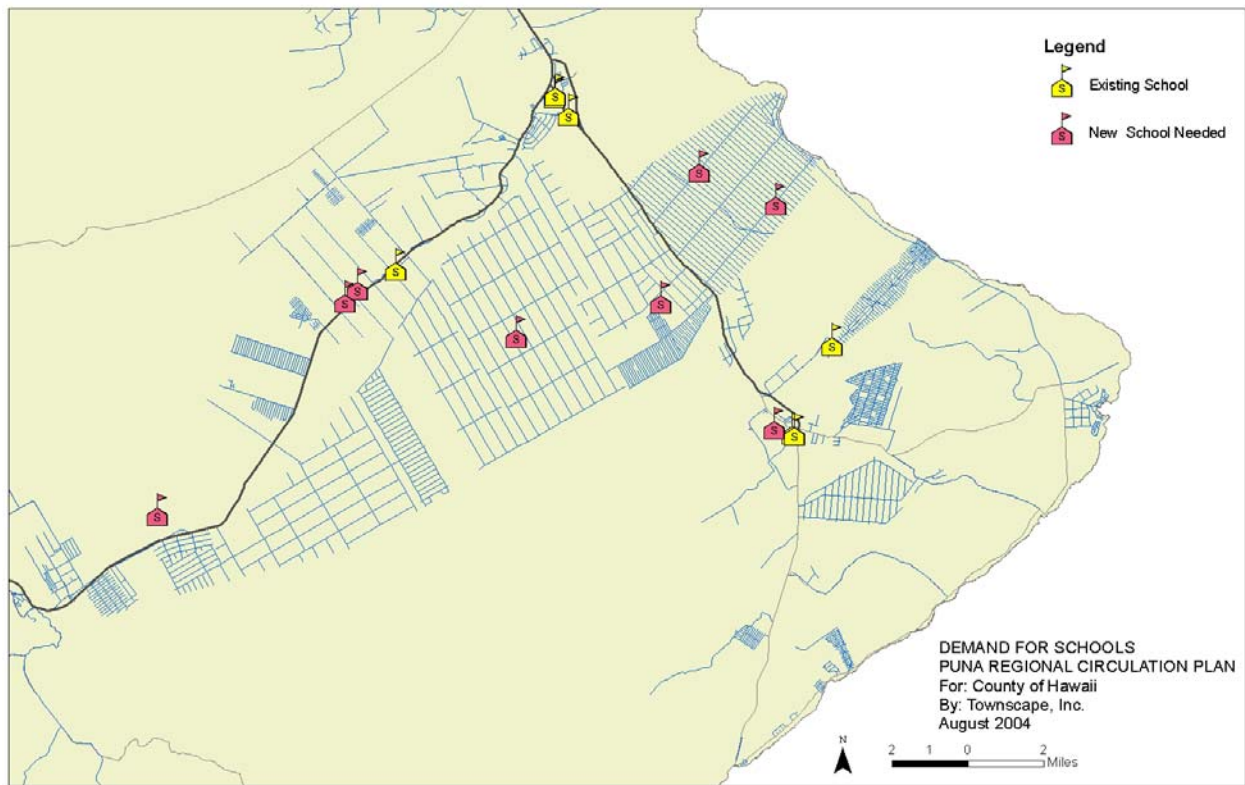 Legend
S Existing School
S New School Needed
S
S
S
S
S
S
S
S
S
S
S
S
DEMAND FOR SCHOOLS
PUNA REGIONAL CIRCULATION PLAN
For: County of Hawaii
By: Townscape, Inc.
August 2004
N
2 1 0 2
Miles